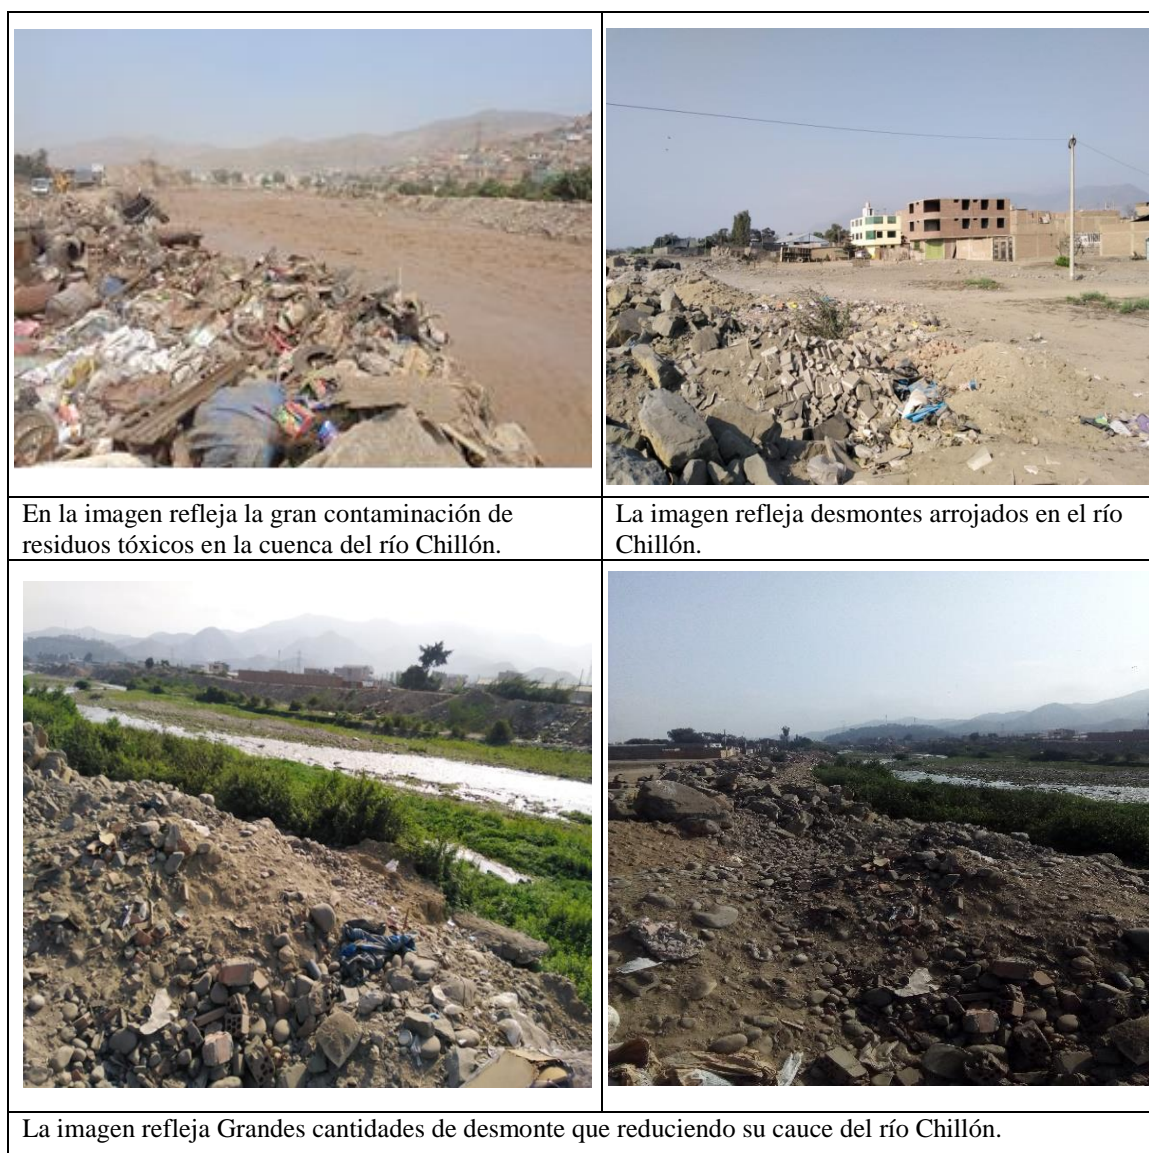 En la imagen refleja la gran contaminación de
residuos tóxicos en la cuenca del río Chillón.
La imagen refleja desmontes arrojados en el río
Chillón.
La imagen refleja Grandes cantidades de desmonte que reduciendo su cauce del río Chillón.